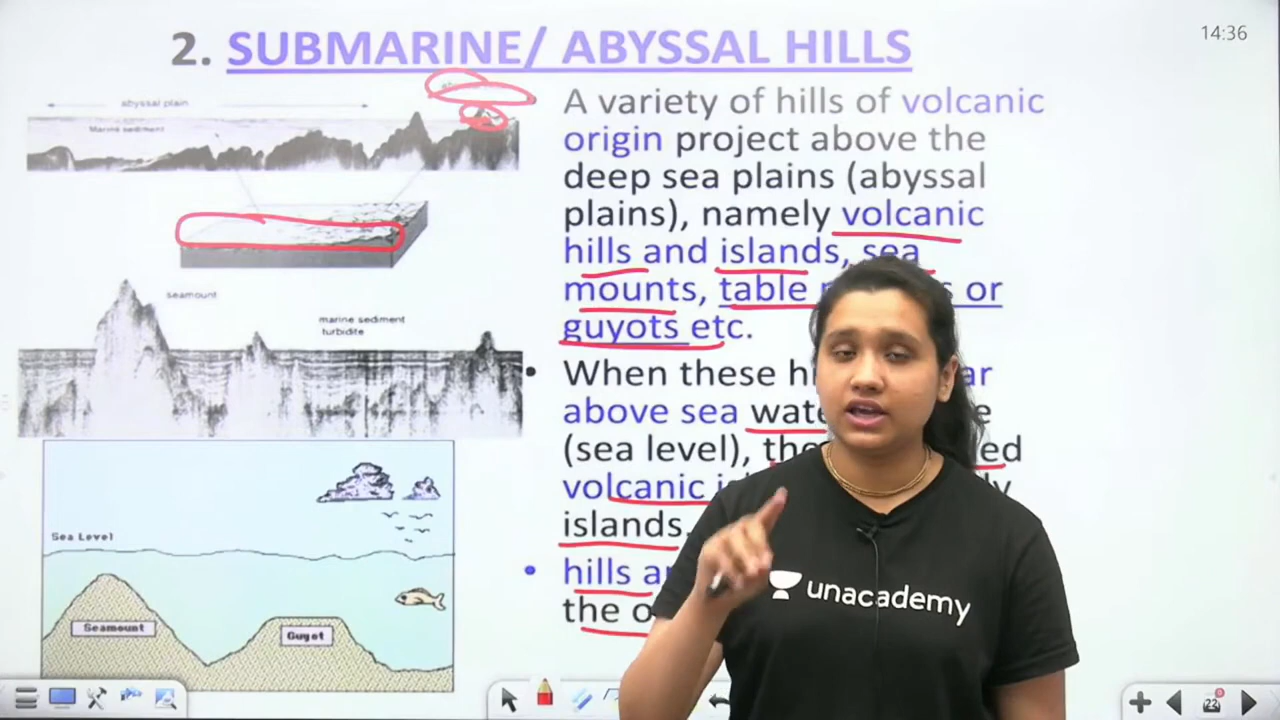 14:36
2. SUBMARINE/ ABYSSAL HILLS
abyssal plain
Marine sediment
seamount
marine sediment
turbidite
Sea Level
Seamount
Guyot
A variety of hills of volcanic
origin project above the
deep sea plains (abyssal
plains), namely volcanic
hills and islands, sea
mounts, table or
guyots etc.
• When these
above sea
(sea level),
volcanic
islands.
• hills
the
unacademy
22